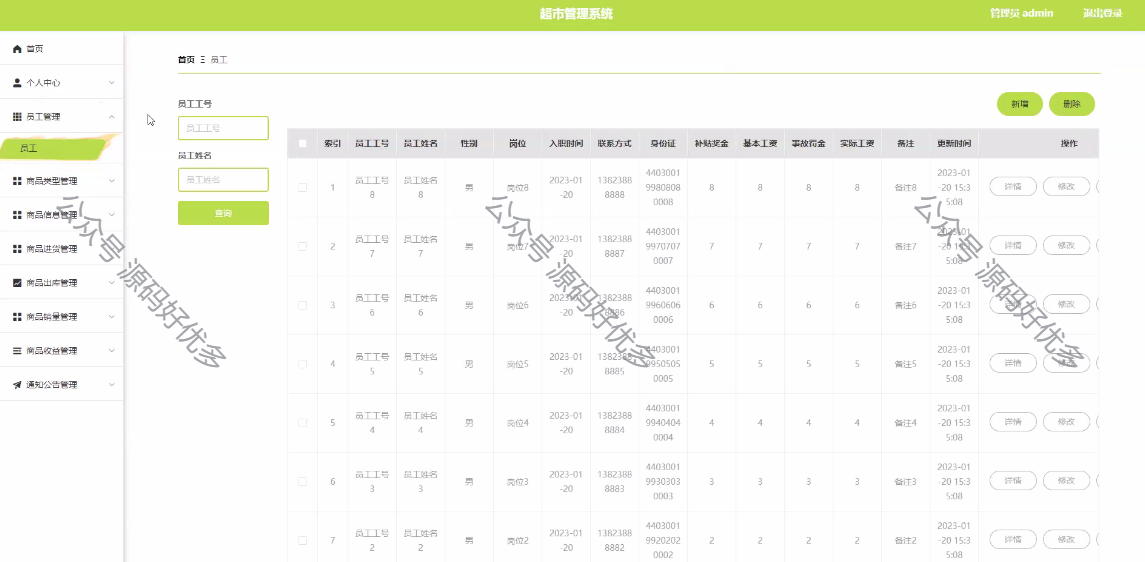 超市管理系统
管理员 admin
退出登录
首页
个人中心
员工管理
员工
商品类型管理
商品信息管理
商品进货管理
商品出库管理
商品销量管理
商品收益管理
通知公告管理
首页 Ξ 员工
员工工号
员工工号
员工姓名
员工姓名
查询
新增
删除
索引 员工工号 员工姓名 性别 岗位 入职时间 联系方式 身份证 补贴奖金 基本工资 事故罚金 实际工资 备注 更新时间 操作
1 员工工号8 员工姓名8 男 岗位8 2023-01-20 13823888888 440300199808080008 8 8 8 8 备注8 2023-01-20 15:35:08 详情 修改
2 员工工号7 员工姓名7 男 岗位7 2023-01-20 13823888887 440300199707070007 7 7 7 7 备注7 2023-01-20 15:35:08 详情 修改
3 员工工号6 员工姓名6 男 岗位6 2023-01-20 13823888886 440300199606060006 6 6 6 6 备注6 2023-01-20 15:35:08 详情 修改
4 员工工号5 员工姓名5 男 岗位5 2023-01-20 13823888885 440300199505050005 5 5 5 5 备注5 2023-01-20 15:35:08 详情 修改
5 员工工号4 员工姓名4 男 岗位4 2023-01-20 13823888884 440300199404040004 4 4 4 4 备注4 2023-01-20 15:35:08 详情 修改
6 员工工号3 员工姓名3 男 岗位3 2023-01-20 13823888883 440300199303030003 3 3 3 3 备注3 2023-01-20 15:35:08 详情 修改
7 员工工号2 员工姓名2 男 岗位2 2023-01-20 13823888882 440300199202020002 2 2 2 2 备注2 2023-01-20 15:35:08 详情 修改
公众号 源码好优多
公众号 源码好优多
公众号 源码好优多